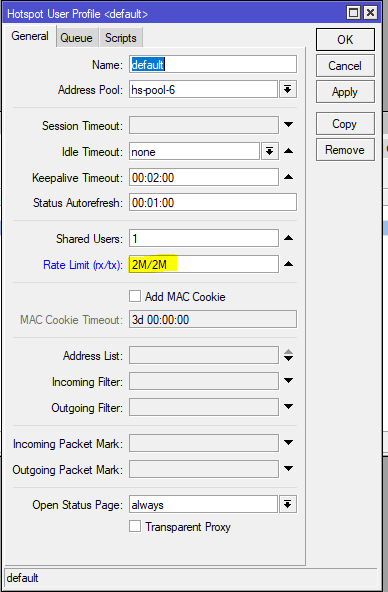 Hotspot User Profile <default>
General Queue Scripts
OK
Cancel
Apply
Copy
Remove
Name: default
Address Pool: hs-pool-6
Session Timeout:
Idle Timeout: none
Keepalive Timeout: 00:02:00
Status Autorefresh: 00:01:00
Shared Users: 1
Rate Limit (rx/tx): 2M/2M
Add MAC Cookie
MAC Cookie Timeout: 3d 00:00:00
Address List:
Incoming Filter:
Outgoing Filter:
Incoming Packet Mark:
Outgoing Packet Mark:
Open Status Page: always
Transparent Proxy
default